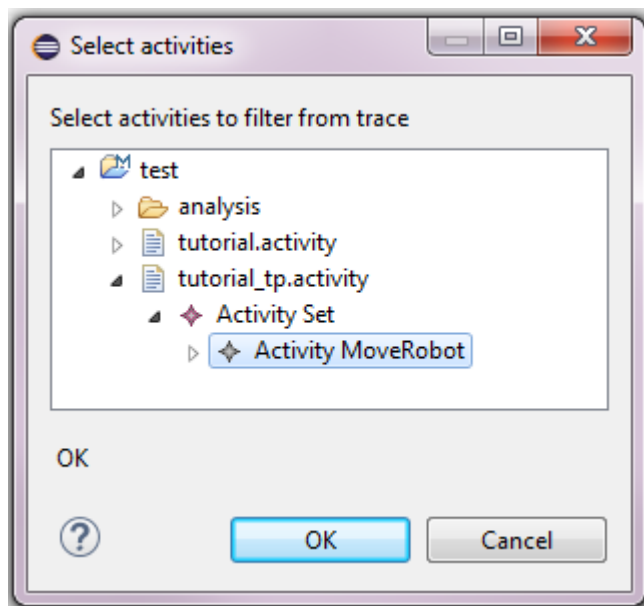 Select activities
Select activities to filter from trace
test
analysis
tutorial.activity
tutorial_tp.activity
Activity Set
Activity MoveRobot
OK
?
OK Cancel